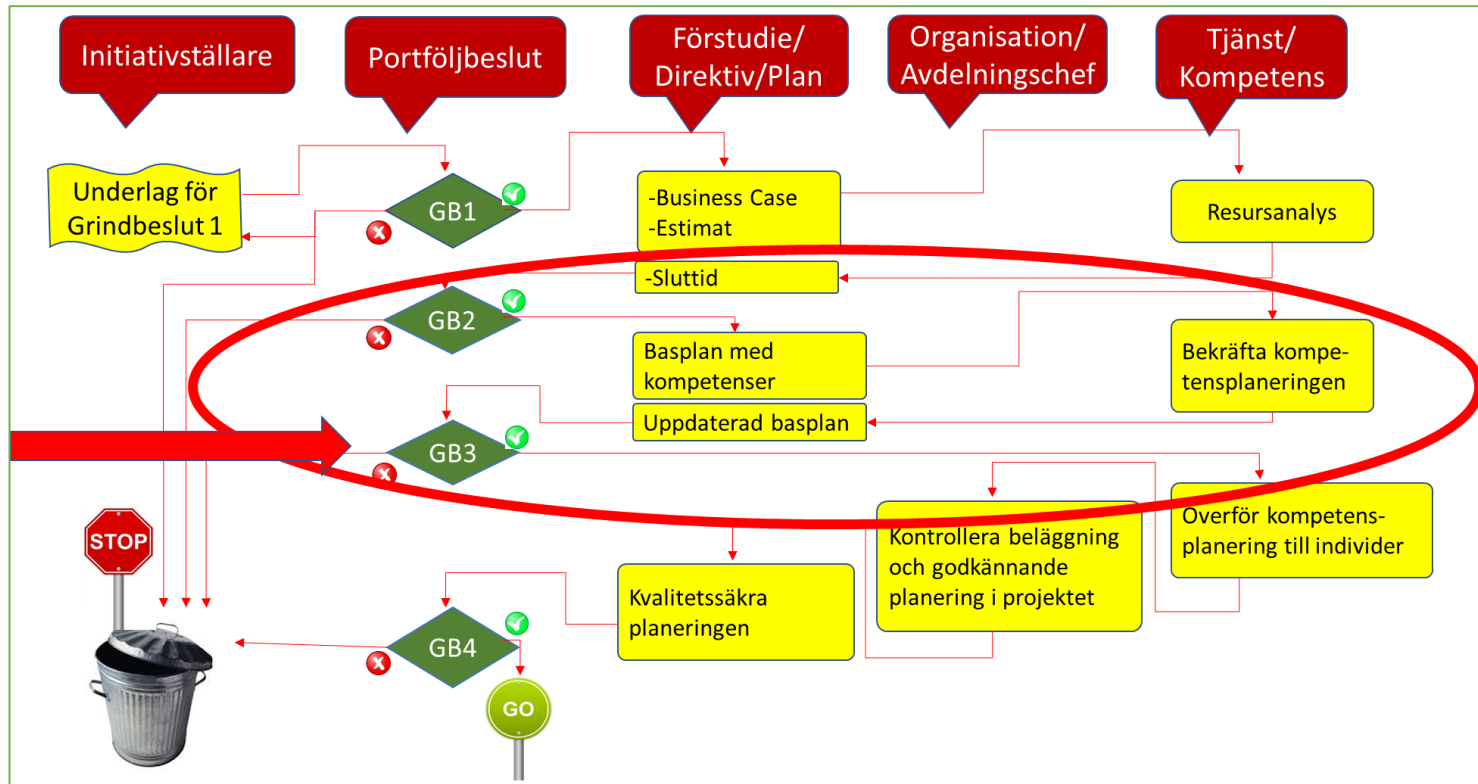 Initiativställare
Portföljbeslut
Förstudie/
Direktiv/Plan
Organisation/
Avdelningschef
Tjänst/
Kompetens
Underlag för
Grindbeslut 1
GB1
-Business Case
-Estimat
Resursanalys
-Sluttid
GB2
Basplan med
kompetenser
Bekräfta kompe-
tensplaneringen
Uppdaterad basplan
GB3
Kontrollera beläggning
och godkännande
planering i projektet
Overför kompetens-
planering till individer
STOP
Kvalitetssäkra
planeringen
GB4
GO